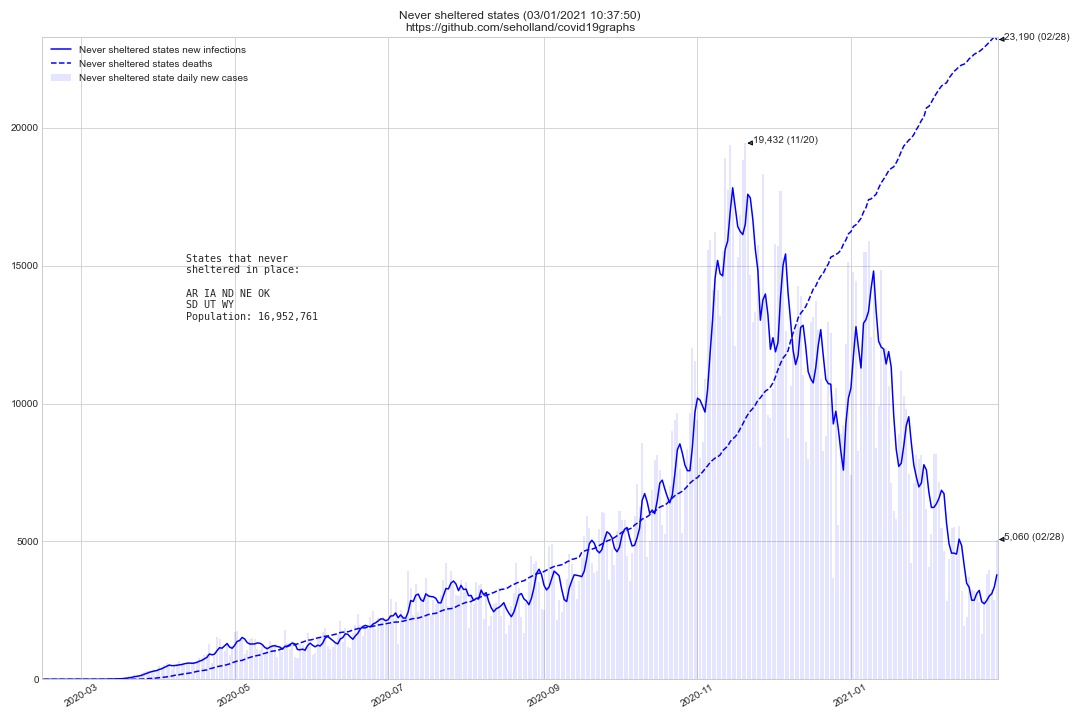 Never sheltered states (03/01/2021 10:37:50)
https://github.com/seholland/covid19graphs
Never sheltered states new infections
Never sheltered states deaths
Never sheltered state daily new cases
23,190 (02/28)
20000
19,432 (11/20)
States that never
sheltered in place:
AR IA ND NE OK
SD UT WY
Population: 16,952,761
15000
10000
5000
5,060 (02/28)
0
2020-03
2020-05
2020-07
2020-09
2020-11
2021-01